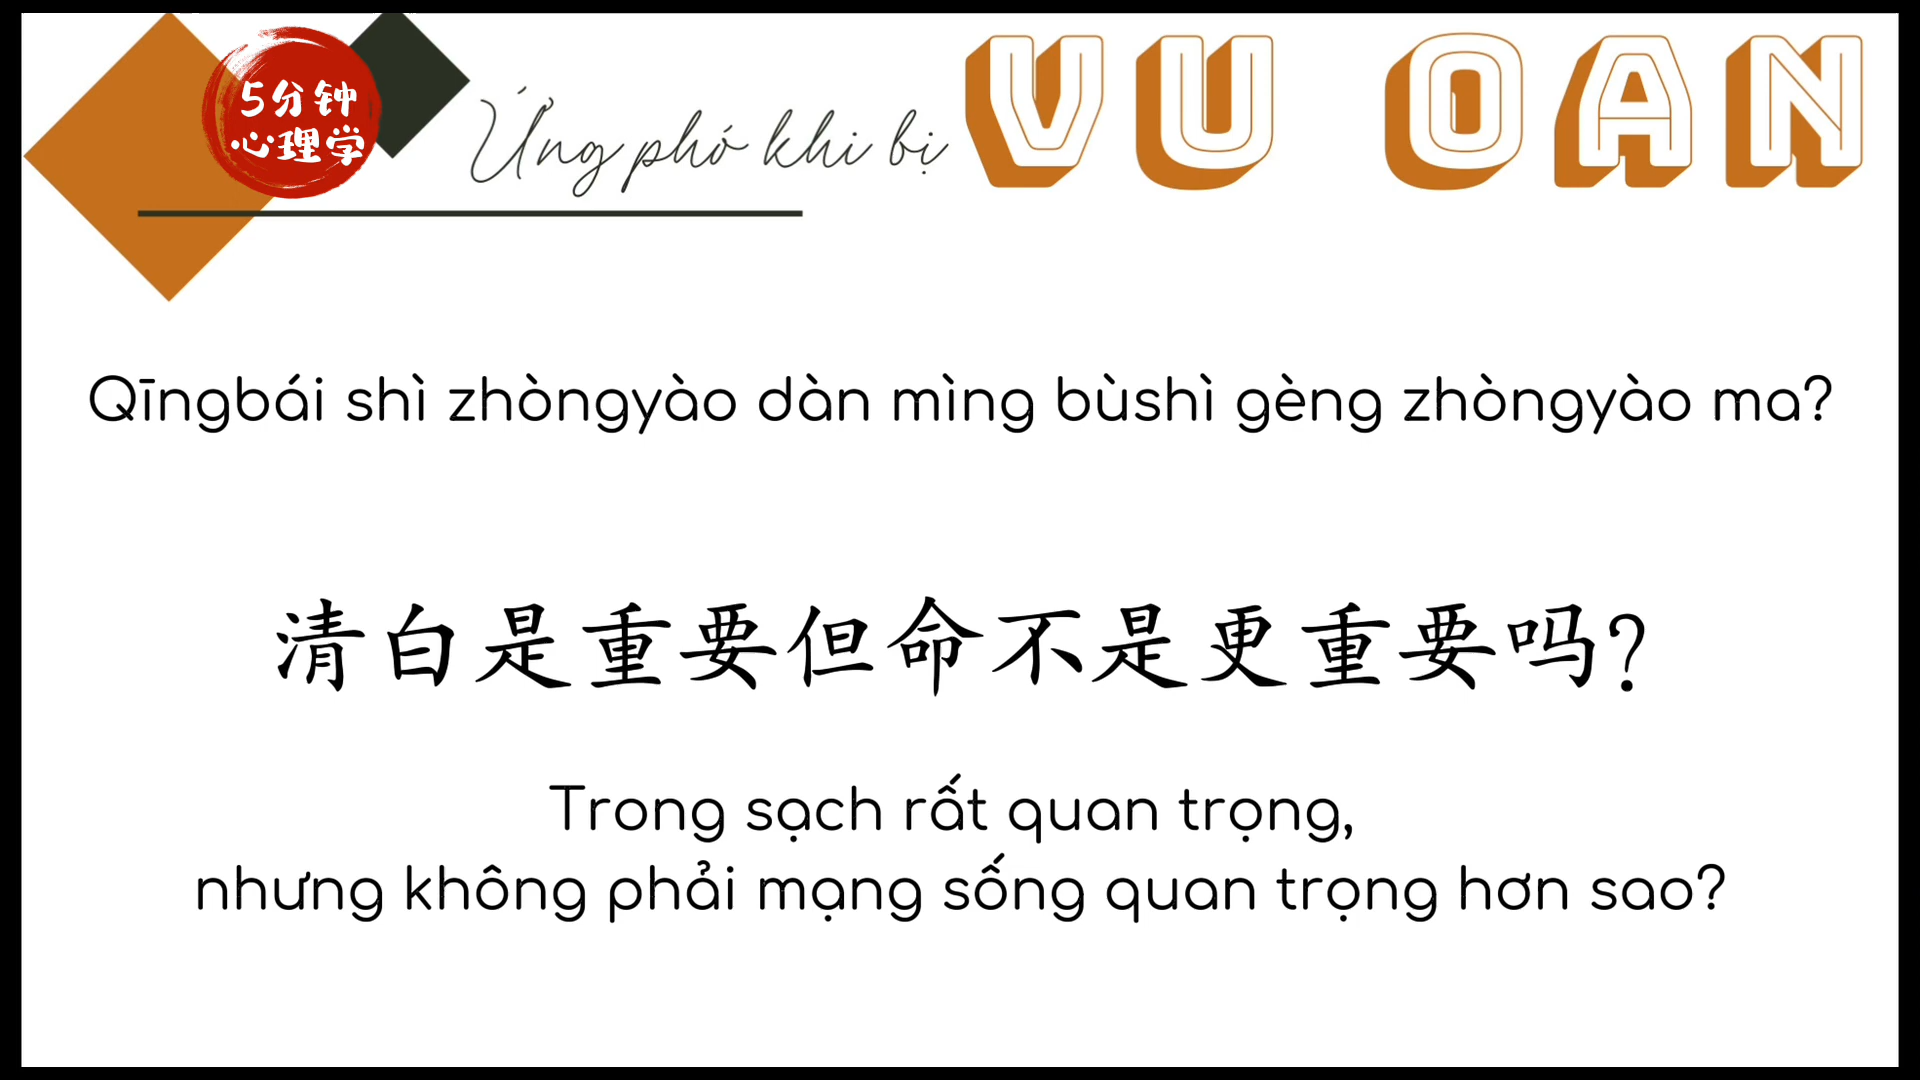 5分钟
心理学
Ứng phó khi bị VU OAN
Qīngbái shì zhòngyào dàn mìng bùshì gèng zhòngyào ma?
清白是重要但命不是更重要吗?
Trong sạch rất quan trọng,
nhưng không phải mạng sống quan trọng hơn sao?